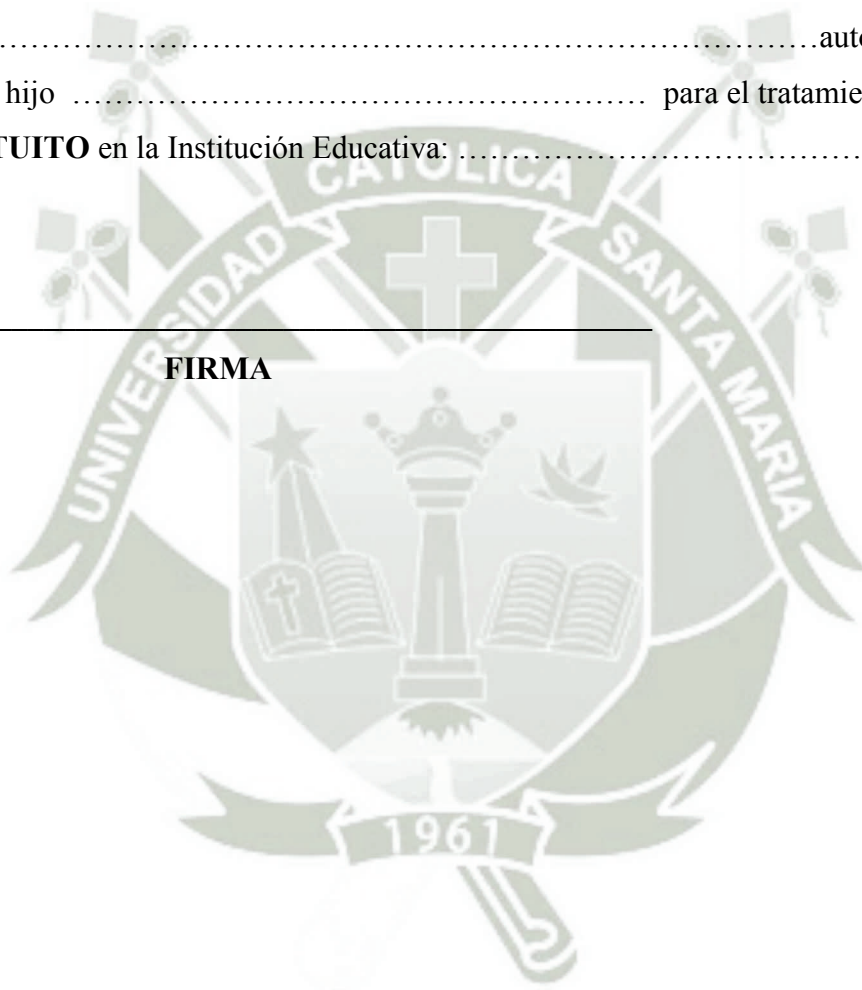 ……………………………………………………………………auto
hijo ……………………………………………… para el tratamie
TUITO en la Institución Educativa: …………………………………
FIRMA
UNIVERSIDAD CATOLICA SANTA MARIA
1961